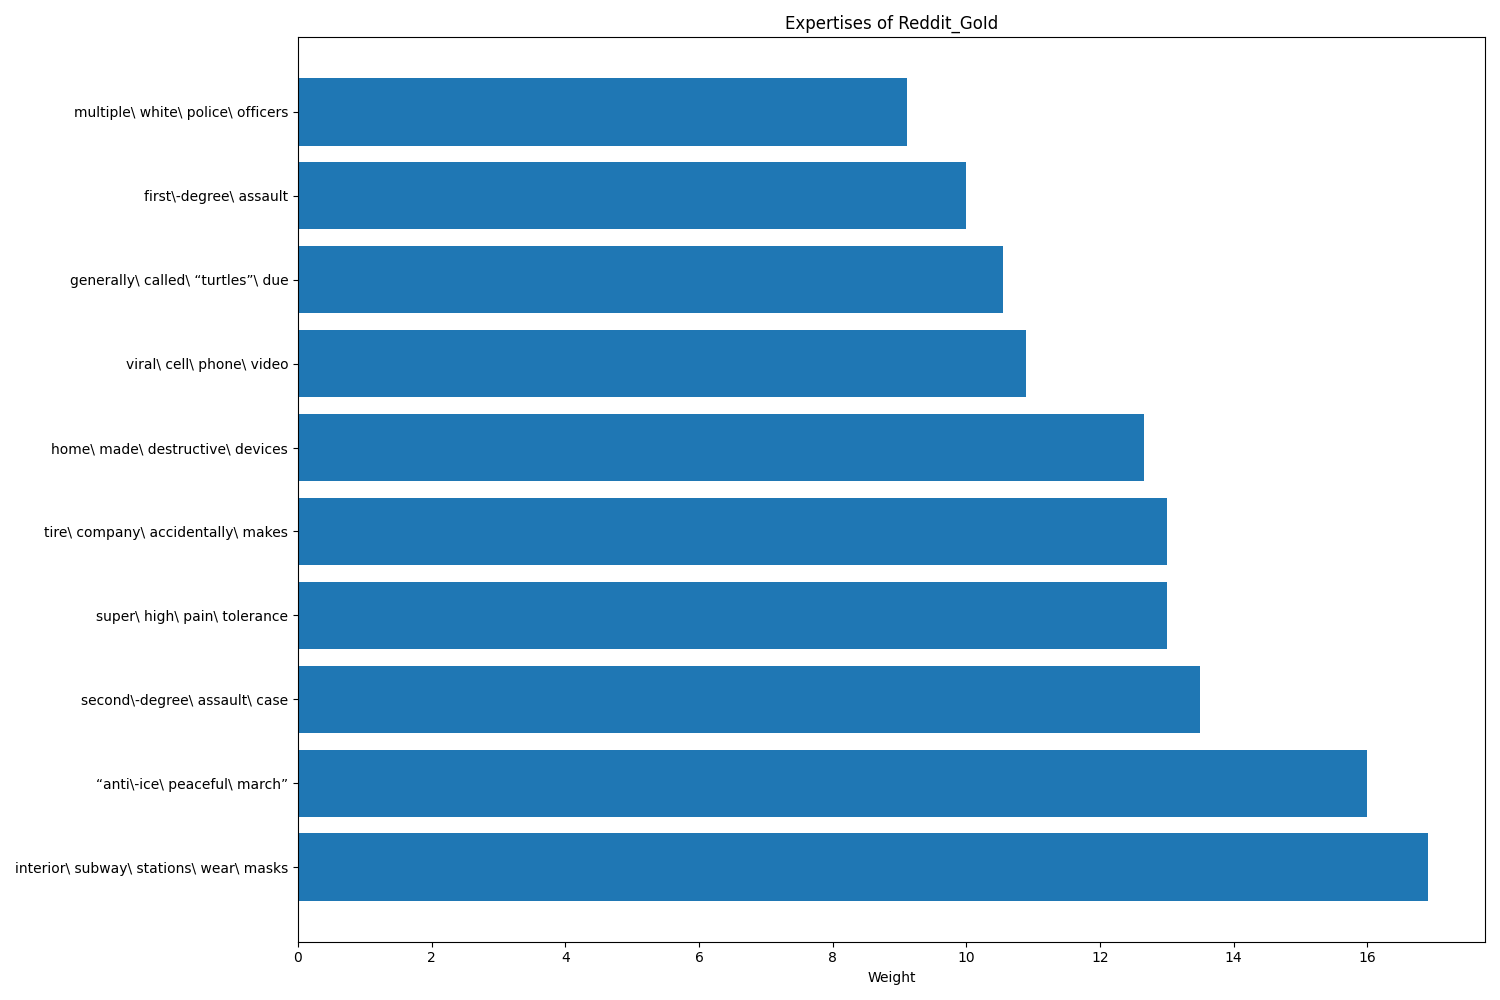 Expertises of Reddit_GoId
multiple\ white\ police\ officers
first\-degree\ assault
generally\ called\ “turtles”\ due
viral\ cell\ phone\ video
home\ made\ destructive\ devices
tire\ company\ accidentally\ makes
super\ high\ pain\ tolerance
second\-degree\ assault\ case
“anti\-ice\ peaceful\ march”
interior\ subway\ stations\ wear\ masks
0 2 4 6 8 10 12 14 16
Weight